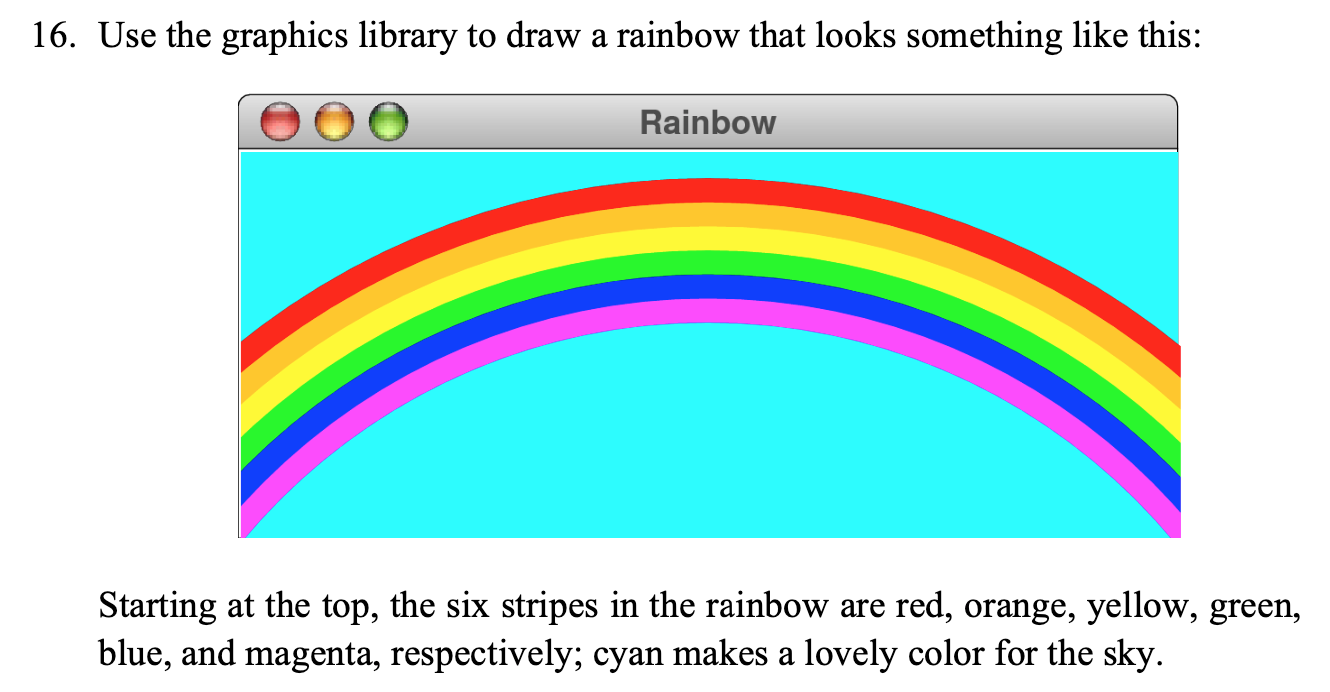 16. Use the graphics library to draw a rainbow that looks something like this:
Rainbow
Starting at the top, the six stripes in the rainbow are red, orange, yellow, green,
blue, and magenta, respectively; cyan makes a lovely color for the sky.